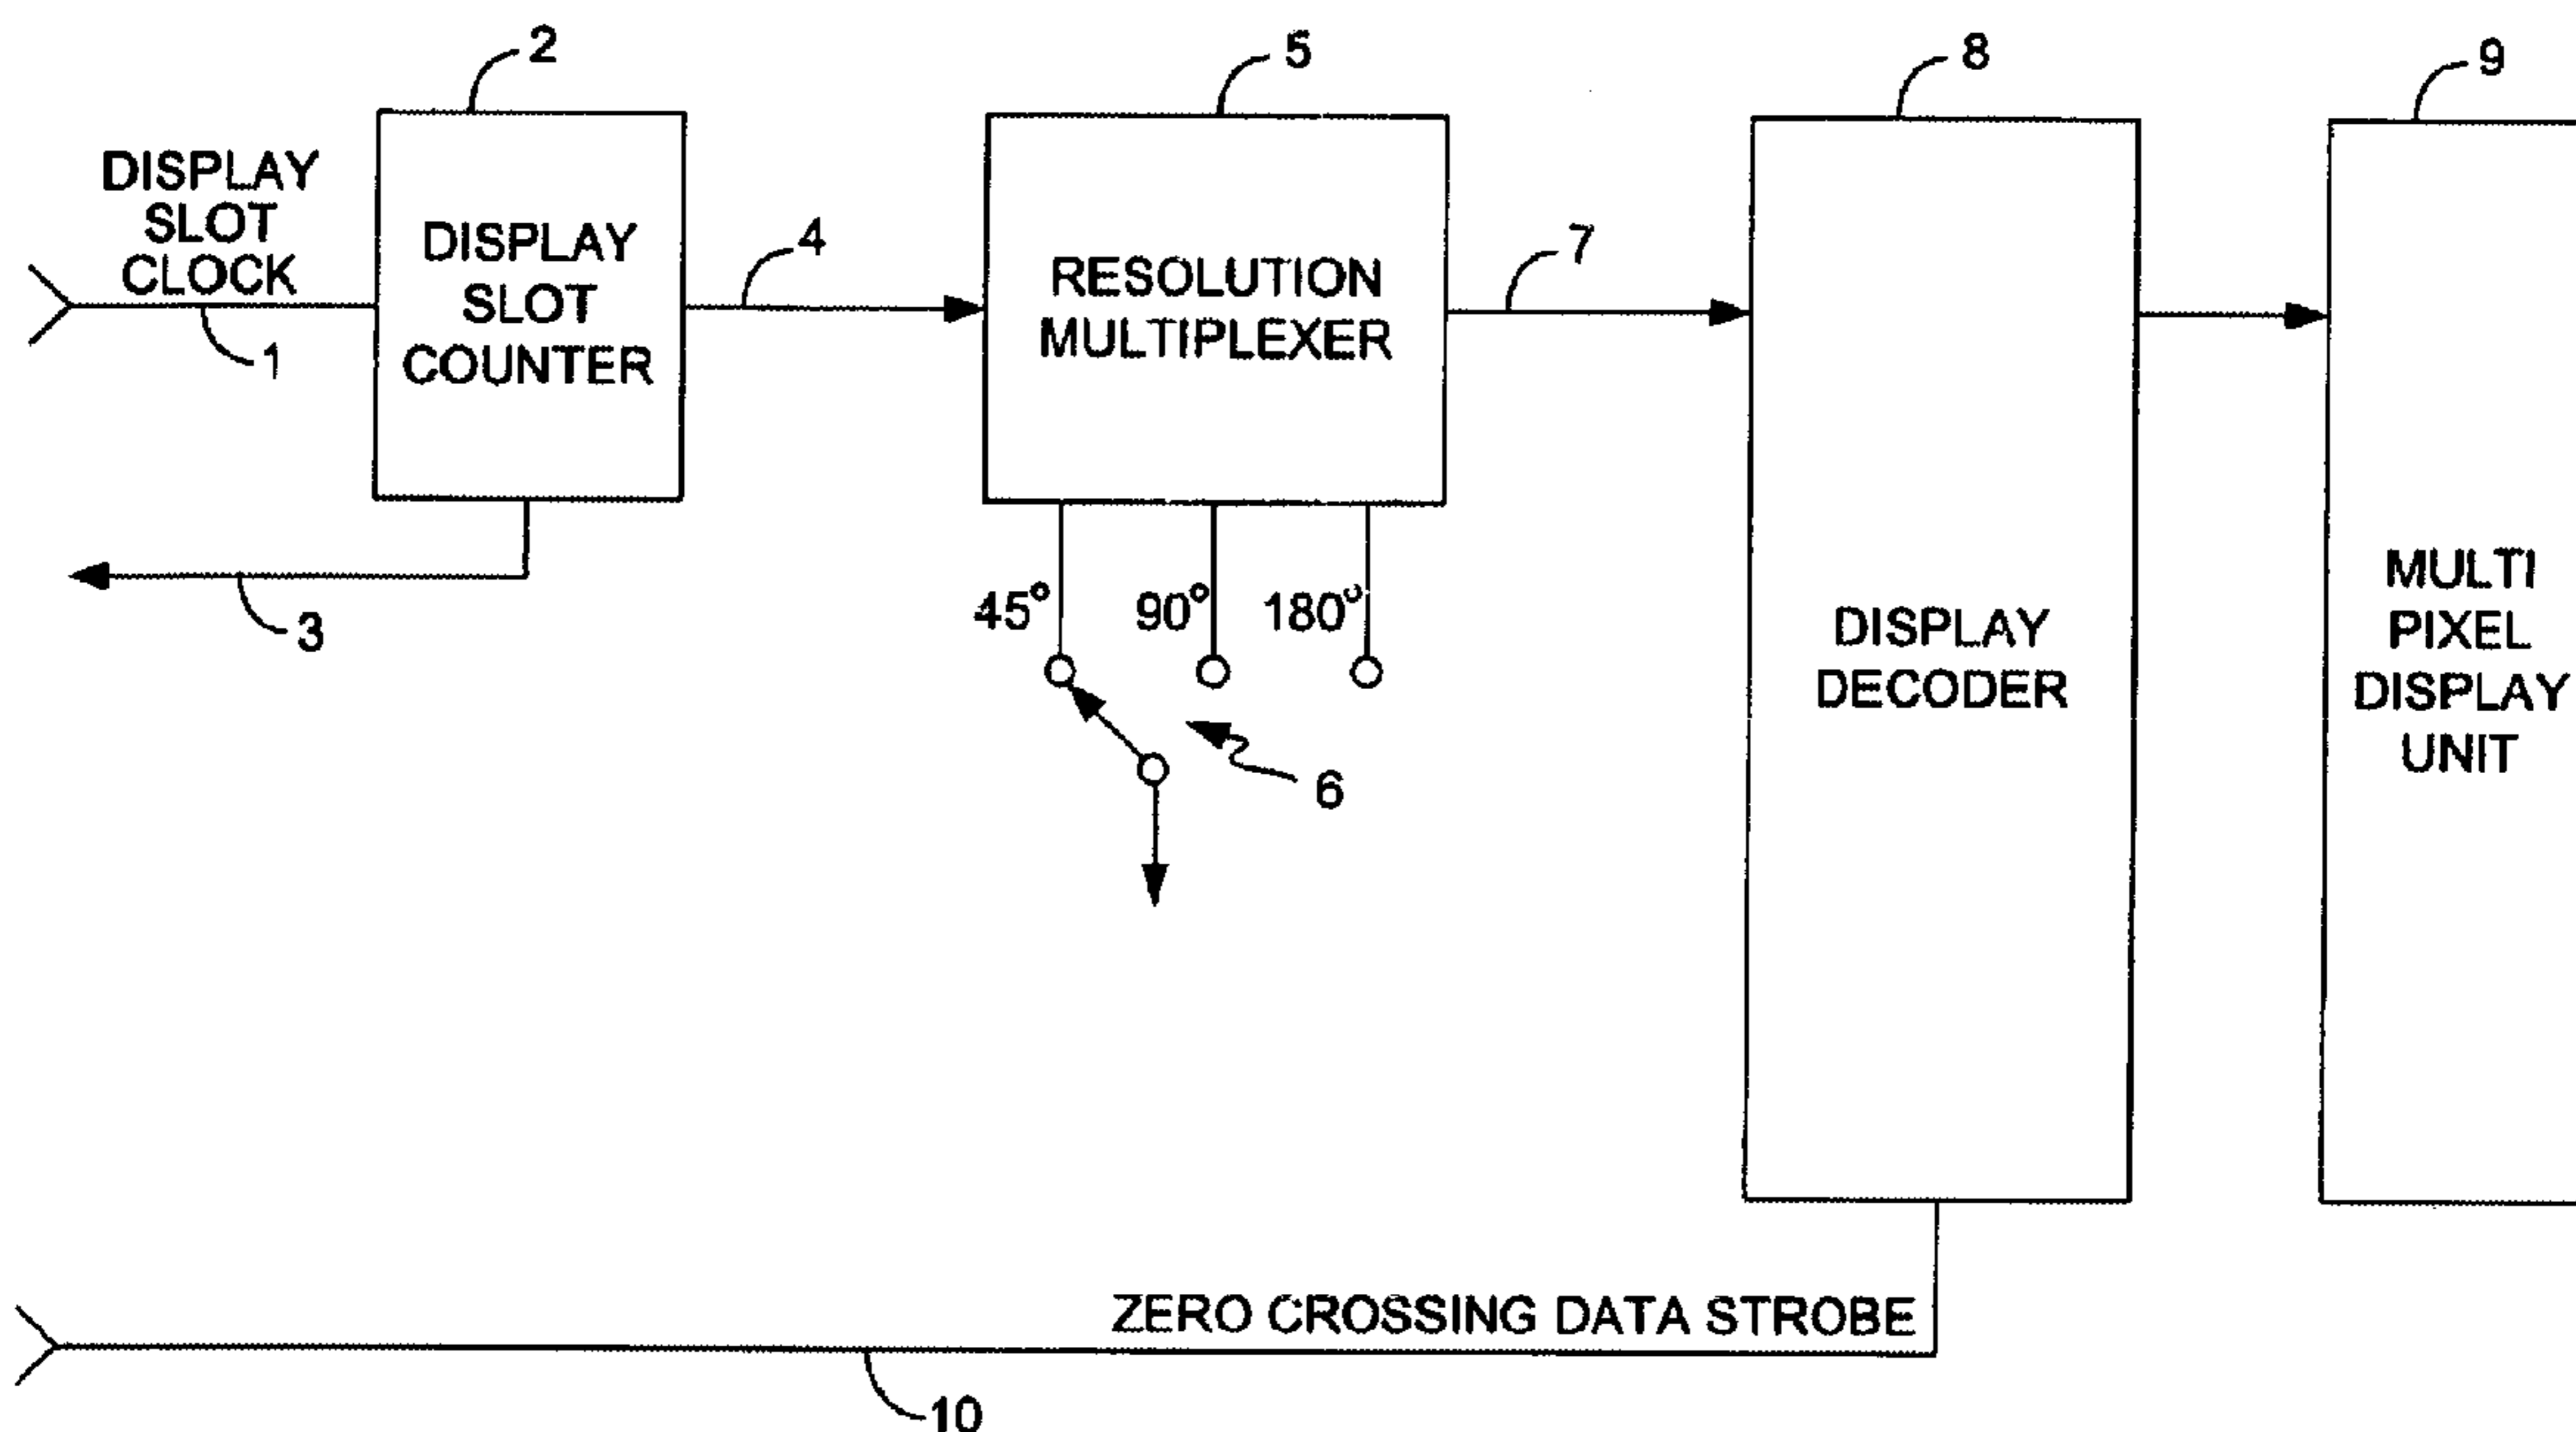 2
5
8
9
DISPLAY
SLOT
CLOCK
1
DISPLAY
SLOT
COUNTER
4
RESOLUTION
MULTIPLEXER
7
3
45°
90°
180°
6
DISPLAY
DECODER
MULTI
PIXEL
DISPLAY
UNIT
ZERO CROSSING DATA STROBE
10